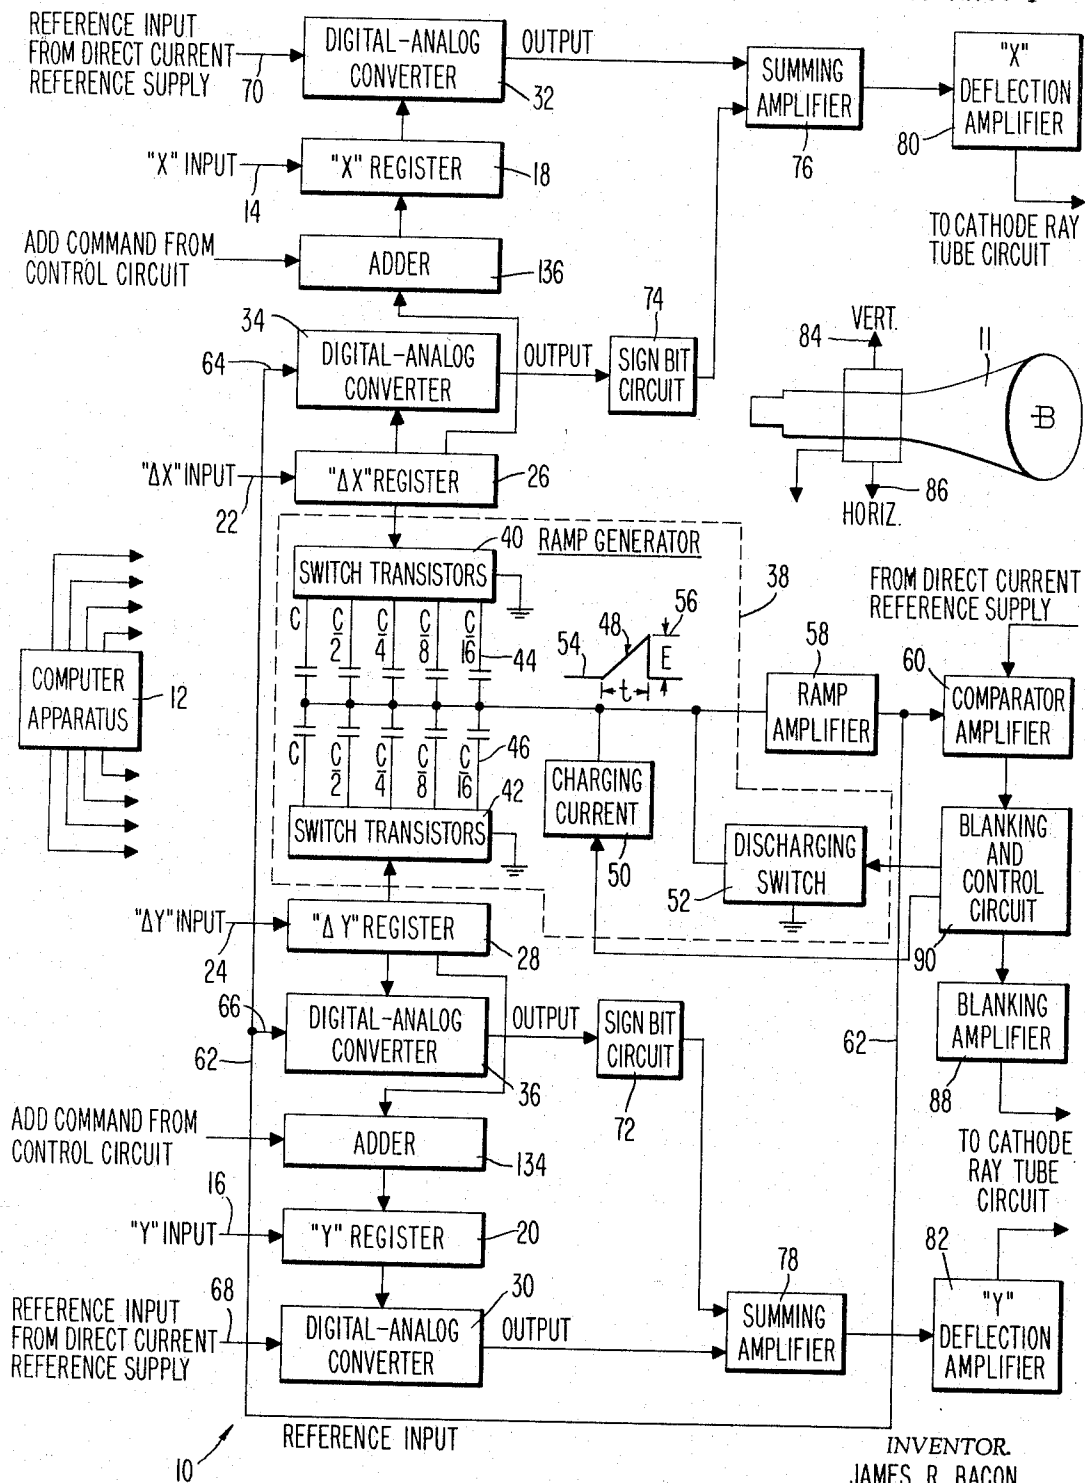 REFERENCE INPUT
FROM DIRECT CURRENT
REFERENCE SUPPLY
70
DIGITAL-ANALOG
CONVERTER
32
OUTPUT
SUMMING
AMPLIFIER
76
"X"
DEFLECTION
AMPLIFIER
80
TO CATHODE RAY
TUBE CIRCUIT
"X" INPUT
14
"X" REGISTER
18
ADD COMMAND FROM
CONTROL CIRCUIT
ADDER
136
34
64
DIGITAL-ANALOG
CONVERTER
OUTPUT
74
SIGN BIT
CIRCUIT
84
VERT.
11
B
86
HORIZ.
"ΔX" INPUT
22
"ΔX" REGISTER
26
40
RAMP GENERATOR
38
SWITCH TRANSISTORS
C
C/2
C/4
C/8
C/16
44
54
48
56
E
t
58
RAMP
AMPLIFIER
FROM DIRECT CURRENT
REFERENCE SUPPLY
60
COMPARATOR
AMPLIFIER
COMPUTER
APPARATUS
12
C
C/2
C/4
C/8
C/16
46
42
SWITCH TRANSISTORS
CHARGING
CURRENT
50
DISCHARGING
SWITCH
52
BLANKING
AND
CONTROL
CIRCUIT
90
"ΔY" INPUT
24
"ΔY" REGISTER
28
66
62
DIGITAL-ANALOG
CONVERTER
36
OUTPUT
SIGN BIT
CIRCUIT
72
62
BLANKING
AMPLIFIER
88
TO CATHODE
RAY TUBE
CIRCUIT
ADD COMMAND FROM
CONTROL CIRCUIT
ADDER
134
16
"Y" INPUT
"Y" REGISTER
20
REFERENCE INPUT
FROM DIRECT CURRENT
REFERENCE SUPPLY
68
DIGITAL-ANALOG
CONVERTER
30
OUTPUT
78
SUMMING
AMPLIFIER
82
"Y"
DEFLECTION
AMPLIFIER
10
REFERENCE INPUT
INVENTOR.
JAMES R. BACON